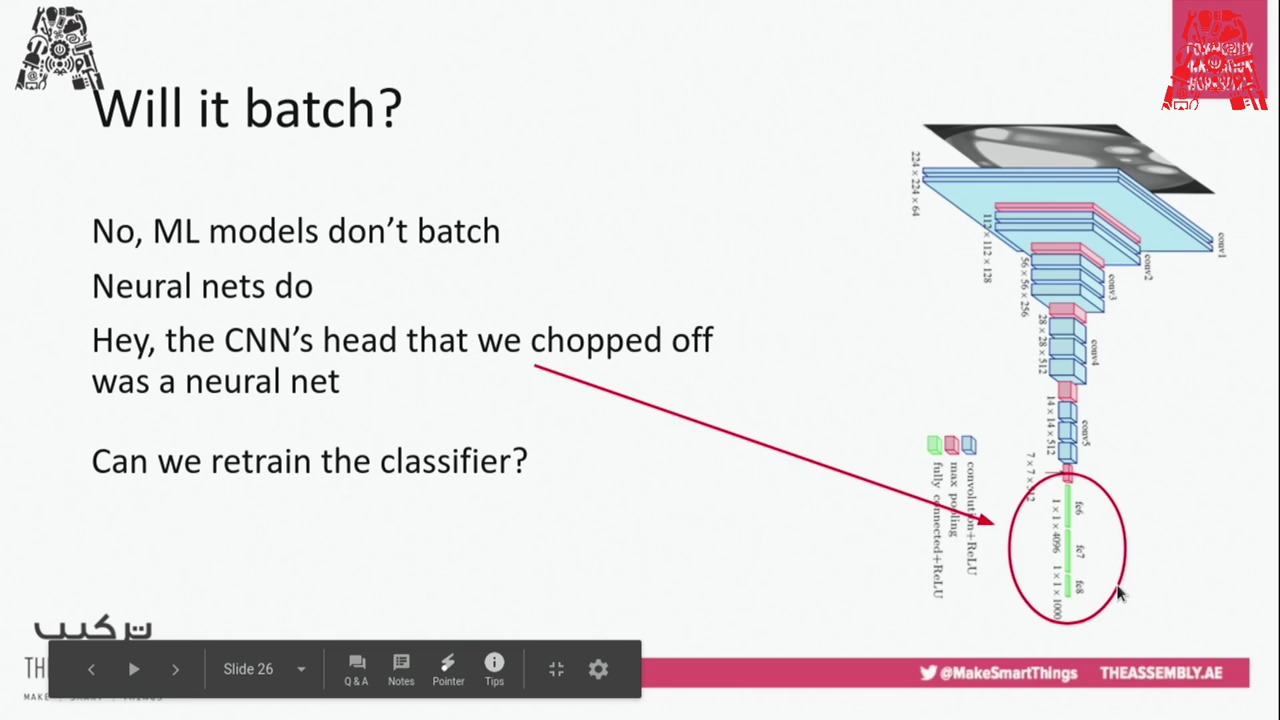 Will it batch?
No, ML models don't batch
Neural nets do
Hey, the CNN's head that we chopped off
was a neural net
Can we retrain the classifier?
224 × 224 × 64
conv1
112 × 112 × 128
conv2
56 × 56 × 256
conv3
28 × 28 × 512
conv4
14 × 14 × 512
conv5
7 × 7 × 512
fc6
1 × 1 × 4096
fc7
fc8
1 × 1 × 1000
convolution+ReLU
max pooling
fully connected+ReLU
تركيب
TH
MAKE
Slide 26
Q & A
Notes
Pointer
Tips
@MakeSmartThings
THEASSEMBLY.AE